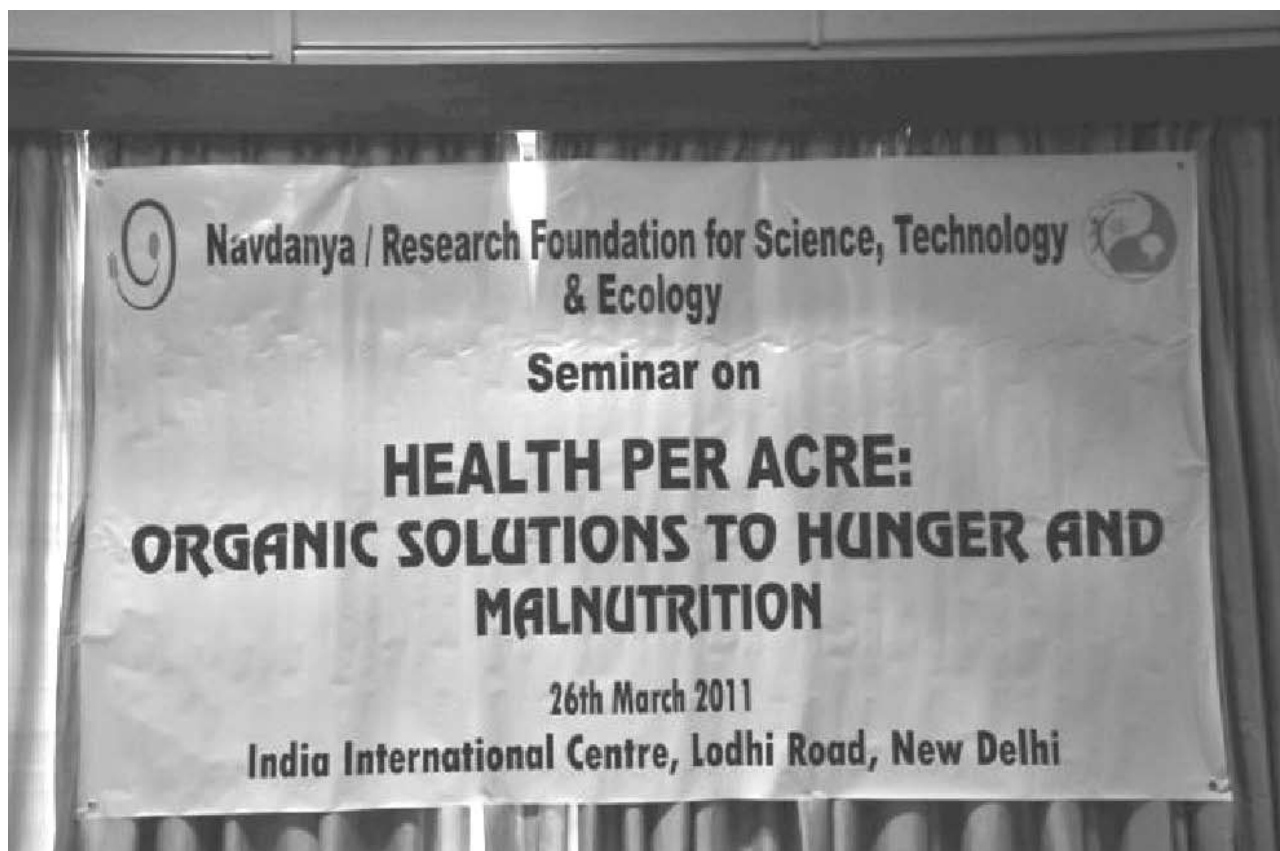 Navdanya / Research Foundation for Science, Technology
& Ecology
Seminar on
HEALTH PER ACRE:
ORGANIC SOLUTIONS TO HUNGER AND
MALNUTRITION
26th March 2011
India International Centre, Lodhi Road, New Delhi